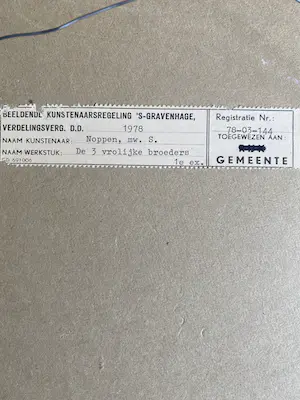 BEELDENDE KUNSTENAARSREGELING 'S-GRAVENHAGE,
VERDELINGSVERG. D.D. 1978
NAAM KUNSTENAAR: Noppen, mw. S.
NAAM WERKSTUK: De 3 vrolijke broeders
1e ex.
Registratie Nr.:
78-03-144
TOEGEWEZEN AAN:
GEMEENTE